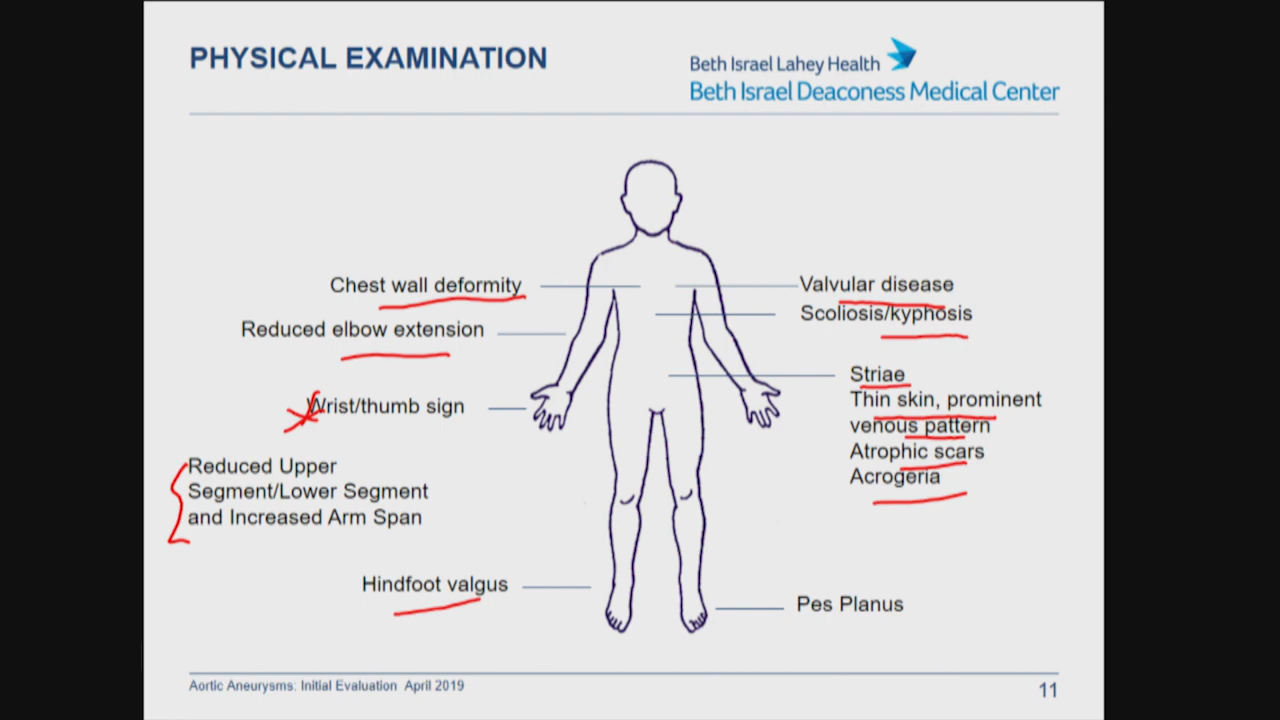 PHYSICAL EXAMINATION
Beth Israel Lahey Health
Beth Israel Deaconess Medical Center
Chest wall deformity
Reduced elbow extension
Wrist/thumb sign
Reduced Upper
Segment/Lower Segment
and Increased Arm Span
Hindfoot valgus
Valvular disease
Scoliosis/kyphosis
Striae
Thin skin, prominent
venous pattern
Atrophic scars
Acrogeria
Pes Planus
Aortic Aneurysms: Initial Evaluation April 2019
11